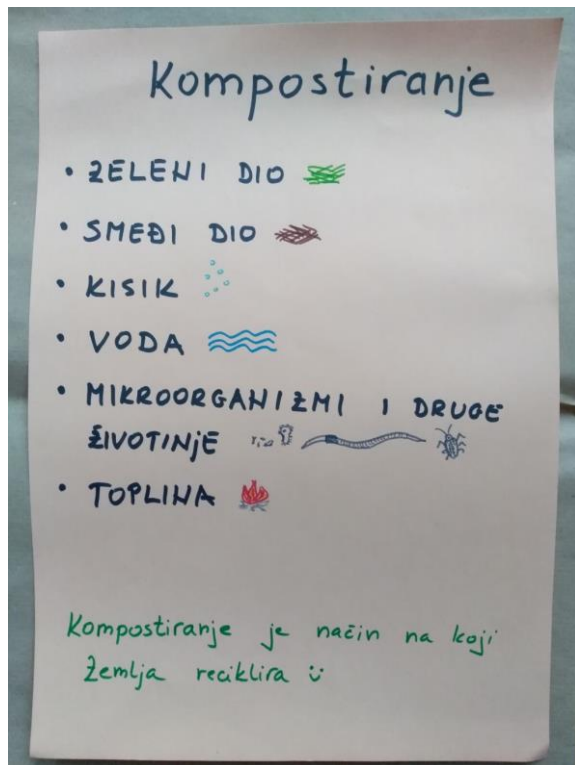 Kompostiranje
• ZELENI DIO
• SMEĐI DIO
• KISIK
• VODA
• MIKROORGANIZMI I DRUGE
ŽIVOTINjE
• TOPLINA
Kompostiranje je način na koji
Zemlja reciklira ü